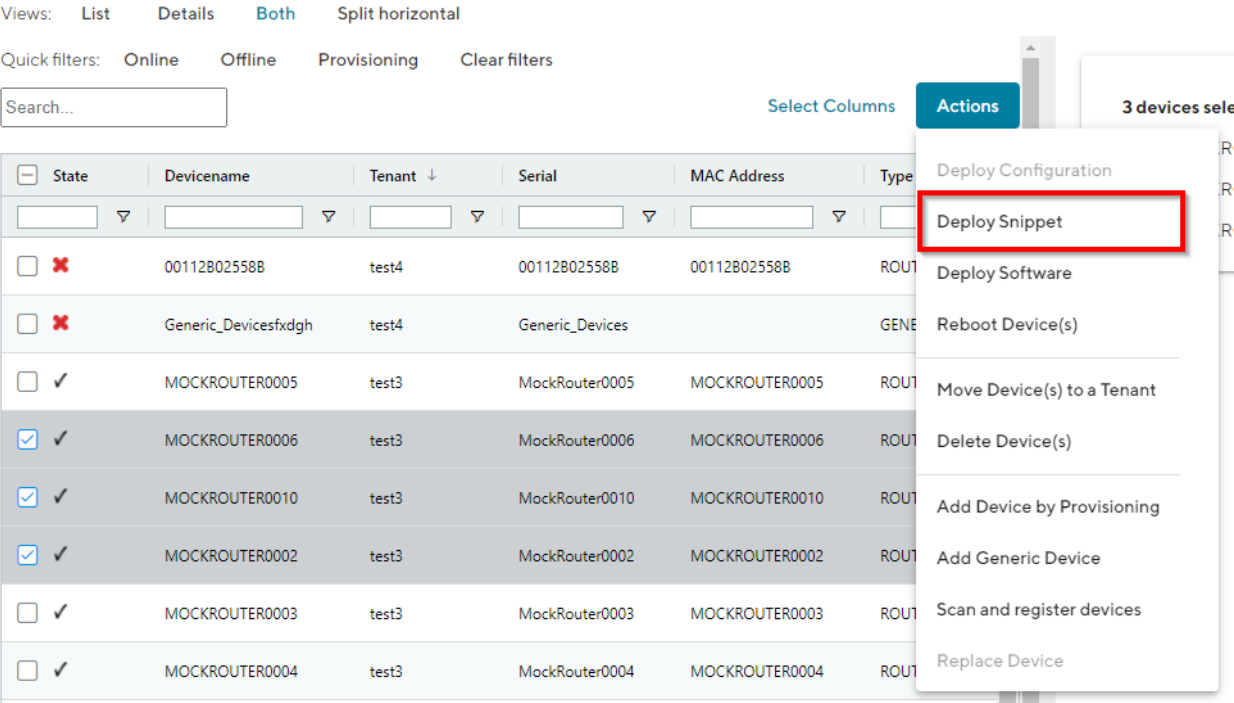 Views: List Details Both Split horizontal
Quick filters: Online Offline Provisioning Clear filters
Search... Select Columns Actions
3 devices sele
State Devicename Tenant ↓ Serial MAC Address Type
00112B02558B test4 00112B02558B 00112B02558B ROUT
Generic_Devicesfxdgh test4 Generic_Devices GENE
MOCKROUTER0005 test3 MockRouter0005 MOCKROUTER0005 ROUT
MOCKROUTER0006 test3 MockRouter0006 MOCKROUTER0006 ROUT
MOCKROUTER0010 test3 MockRouter0010 MOCKROUTER0010 ROUT
MOCKROUTER0002 test3 MockRouter0002 MOCKROUTER0002 ROUT
MOCKROUTER0003 test3 MockRouter0003 MOCKROUTER0003 ROUT
MOCKROUTER0004 test3 MockRouter0004 MOCKROUTER0004 ROUT
Deploy Configuration
Deploy Snippet
Deploy Software
Reboot Device(s)
Move Device(s) to a Tenant
Delete Device(s)
Add Device by Provisioning
Add Generic Device
Scan and register devices
Replace Device